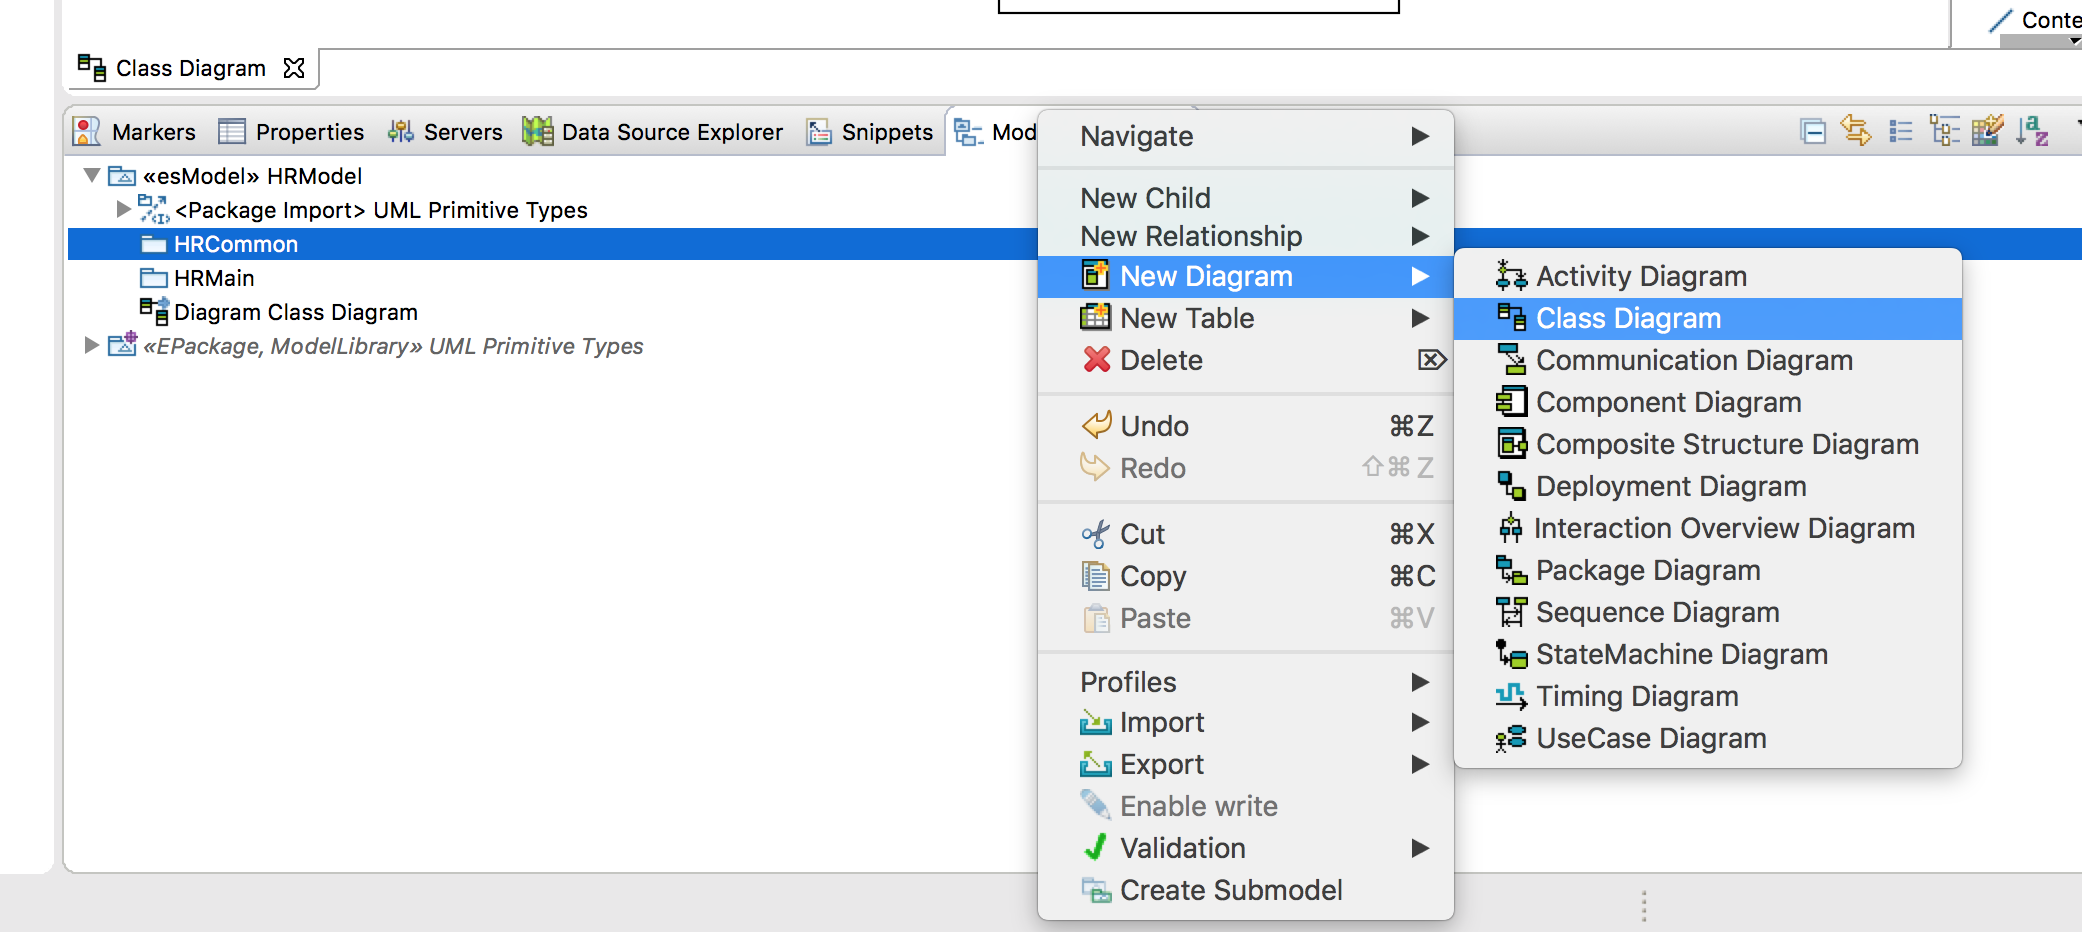 Class Diagram
Markers Properties Servers Data Source Explorer Snippets
«esModel» HRModel
<Package Import> UML Primitive Types
HRCommon
HRMain
Diagram Class Diagram
«EPackage, ModelLibrary» UML Primitive Types
Navigate
New Child
New Relationship
New Diagram
New Table
Delete
Undo ⌘Z
Redo ⇧⌘Z
Cut ⌘X
Copy ⌘C
Paste ⌘V
Profiles
Import
Export
Enable write
Validation
Create Submodel
Activity Diagram
Class Diagram
Communication Diagram
Component Diagram
Composite Structure Diagram
Deployment Diagram
Interaction Overview Diagram
Package Diagram
Sequence Diagram
StateMachine Diagram
Timing Diagram
UseCase Diagram